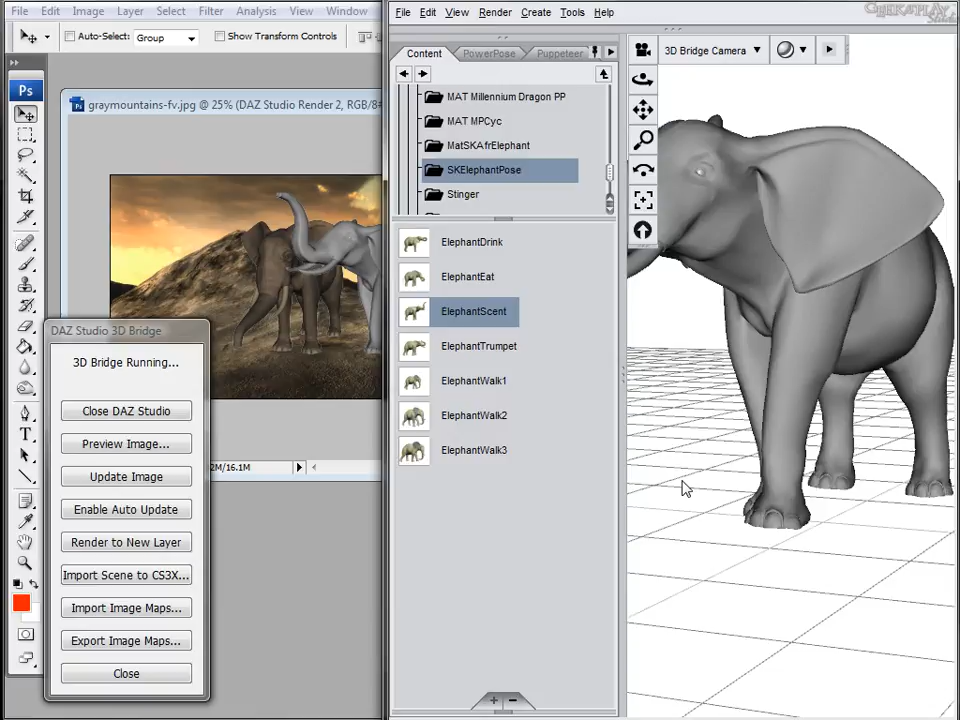 File Edit Image Layer Select Filter Analysis View Window
Auto-Select: Group Show Transform Controls
Ps
graymountains-fv.jpg @ 25% (DAZ Studio Render 2, RGB/8
2M/16.1M
DAZ Studio 3D Bridge
3D Bridge Running...
Close DAZ Studio
Preview Image...
Update Image
Enable Auto Update
Render to New Layer
Import Scene to CS3X...
Import Image Maps...
Export Image Maps...
Close
File Edit View Render Create Tools Help
Content PowerPose Puppeteer
MAT Millennium Dragon PP
MAT MPCyc
MatSKAfrElephant
SKElephantPose
Stinger
ElephantDrink
ElephantEat
ElephantScent
ElephantTrumpet
ElephantWalk1
ElephantWalk2
ElephantWalk3
3D Bridge Camera